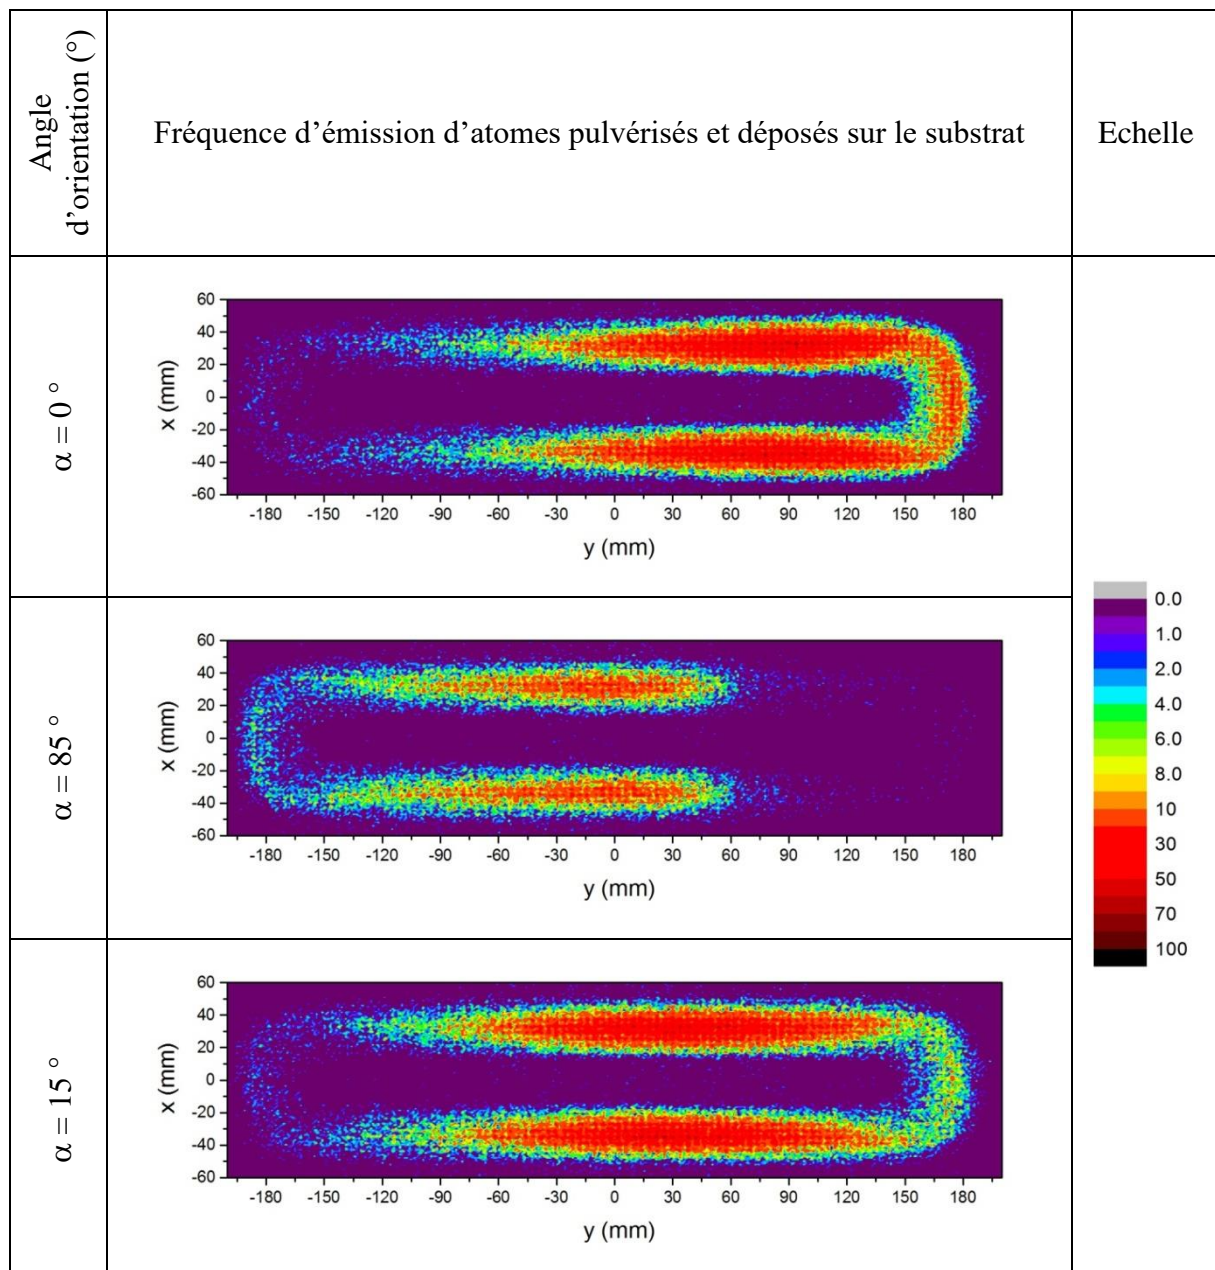 Angle
d'orientation (°)
Fréquence d'émission d'atomes pulvérisés et déposés sur le substrat
Echelle
α = 0 °
x (mm)
60
40
20
0
-20
-40
-60
-180 -150 -120 -90 -60 -30 0 30 60 90 120 150 180
y (mm)
α = 85 °
x (mm)
60
40
20
0
-20
-40
-60
-180 -150 -120 -90 -60 -30 0 30 60 90 120 150 180
y (mm)
α = 15 °
x (mm)
60
40
20
0
-20
-40
-60
-180 -150 -120 -90 -60 -30 0 30 60 90 120 150 180
y (mm)
0.0
1.0
2.0
4.0
6.0
8.0
10
30
50
70
100